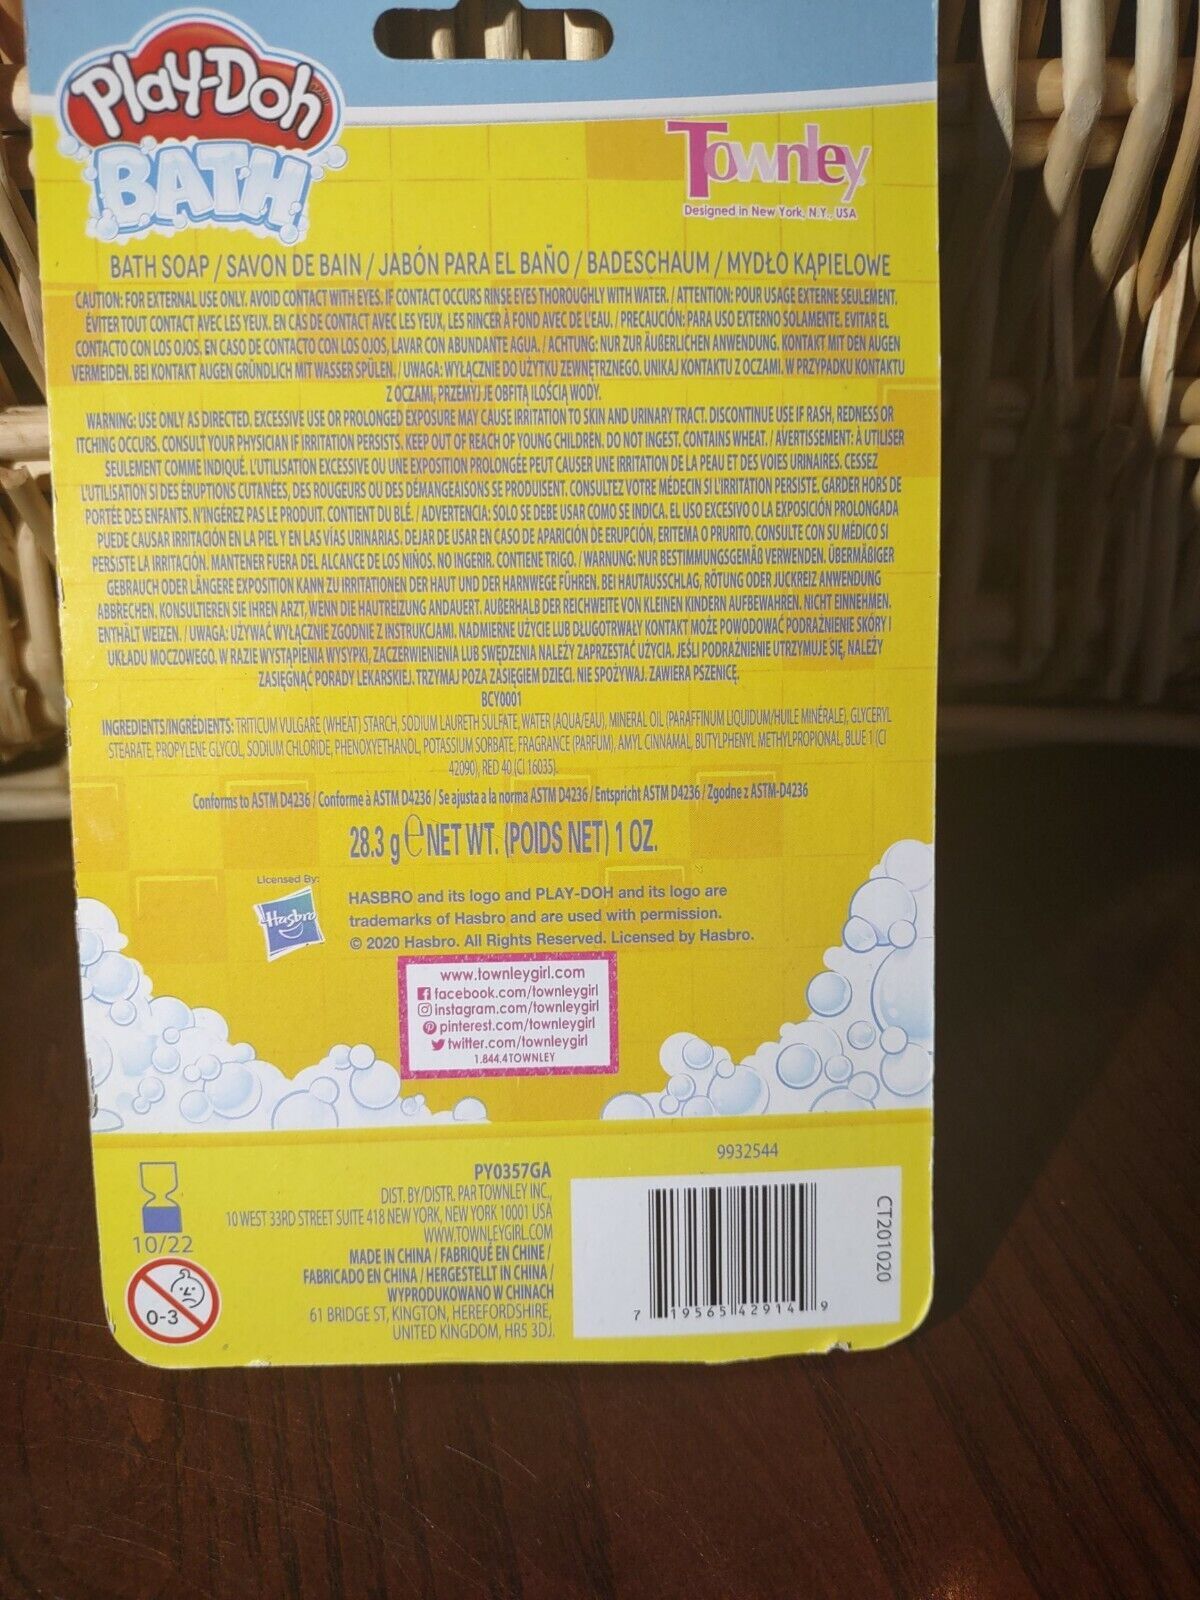 Play-Doh
BATH
Townley
Designed in New York, N.Y., USA
BATH SOAP / SAVON DE BAIN / JABÓN PARA EL BAÑO / BADESCHAUM / MYDŁO KĄPIELOWE
CAUTION: FOR EXTERNAL USE ONLY. AVOID CONTACT WITH EYES. IF CONTACT OCCURS RINSE EYES THOROUGHLY WITH WATER. / ATTENTION: POUR USAGE EXTERNE SEULEMENT.
ÉVITER TOUT CONTACT AVEC LES YEUX. EN CAS DE CONTACT AVEC LES YEUX, LES RINCER À FOND AVEC DE L'EAU. / PRECAUCIÓN: PARA USO EXTERNO SOLAMENTE. EVITAR EL
CONTACTO CON LOS OJOS. EN CASO DE CONTACTO CON LOS OJOS, LAVAR CON ABUNDANTE AGUA. / ACHTUNG: NUR ZUR ÄUßERLICHEN ANWENDUNG. KONTAKT MIT DEN AUGEN
VERMEIDEN. BEI KONTAKT AUGEN GRÜNDLICH MIT WASSER SPÜLEN. / UWAGA: WYŁĄCZNIE DO UŻYTKU ZEWNĘTRZNEGO. UNIKAJ KONTAKTU Z OCZAMI. W PRZYPADKU KONTAKTU
Z OCZAMI, PRZEMYJ JE OBFITĄ ILOŚCIĄ WODY.
WARNING: USE ONLY AS DIRECTED. EXCESSIVE USE OR PROLONGED EXPOSURE MAY CAUSE IRRITATION TO SKIN AND URINARY TRACT. DISCONTINUE USE IF RASH, REDNESS OR
ITCHING OCCURS. CONSULT YOUR PHYSICIAN IF IRRITATION PERSISTS. KEEP OUT OF REACH OF YOUNG CHILDREN. DO NOT INGEST. CONTAINS WHEAT. / AVERTISSEMENT: À UTILISER
SEULEMENT COMME INDIQUÉ. L'UTILISATION EXCESSIVE OU UNE EXPOSITION PROLONGÉE PEUT CAUSER UNE IRRITATION DE LA PEAU ET DES VOIES URINAIRES. CESSEZ
L'UTILISATION SI DES ÉRUPTIONS CUTANÉES, DES ROUGEURS OU DES DÉMANGEAISONS SE PRODUISENT. CONSULTEZ VOTRE MÉDECIN SI L'IRRITATION PERSISTE. GARDER HORS DE
PORTÉE DES ENFANTS. N'INGÉREZ PAS LE PRODUIT. CONTIENT DU BLÉ. / ADVERTENCIA: SOLO SE DEBE USAR COMO SE INDICA. EL USO EXCESIVO O LA EXPOSICIÓN PROLONGADA
PUEDE CAUSAR IRRITACIÓN EN LA PIEL Y EN LAS VÍAS URINARIAS. DEJAR DE USAR EN CASO DE APARICIÓN DE ERUPCIÓN, ERITEMA O PRURITO. CONSULTE CON SU MÉDICO SI
PERSISTE LA IRRITACIÓN. MANTENER FUERA DEL ALCANCE DE LOS NIÑOS. NO INGERIR. CONTIENE TRIGO. / WARNUNG: NUR BESTIMMUNGSGEMÄß VERWENDEN. ÜBERMÄßIGER
GEBRAUCH ODER LÄNGERE EXPOSITION KANN ZU IRRITATIONEN DER HAUT UND DER HARNWEGE FÜHREN. BEI HAUTAUSSCHLAG, RÖTUNG ODER JUCKREIZ ANWENDUNG
ABBRECHEN. KONSULTIEREN SIE IHREN ARZT, WENN DIE HAUTREIZUNG ANDAUERT. AUßERHALB DER REICHWEITE VON KLEINEN KINDERN AUFBEWAHREN. NICHT EINNEHMEN.
ENTHÄLT WEIZEN. / UWAGA: UŻYWAĆ WYŁĄCZNIE ZGODNIE Z INSTRUKCJAMI. NADMIERNE UŻYCIE LUB DŁUGOTRWAŁY KONTAKT MOŻE POWODOWAĆ PODRAŻNIENIE SKÓRY I
UKŁADU MOCZOWEGO. W RAZIE WYSTĄPIENIA WYSYPKI, ZACZERWIENIENIA LUB SWĘDZENIA NALEŻY ZAPRZESTAĆ UŻYCIA. JEŚLI PODRAŻNIENIE UTRZYMUJE SIĘ, NALEŻY
ZASIĘGNĄĆ PORADY LEKARSKIEJ. TRZYMAJ POZA ZASIĘGIEM DZIECI. NIE SPOŻYWAJ. ZAWIERA PSZENICĘ.
BCY0001
INGREDIENTS/INGRÉDIENTS: TRITICUM VULGARE (WHEAT) STARCH, SODIUM LAURETH SULFATE, WATER (AQUA/EAU), MINERAL OIL (PARAFFINUM LIQUIDUM/HUILE MINÉRALE), GLYCERYL
STEARATE, PROPYLENE GLYCOL, SODIUM CHLORIDE, PHENOXYETHANOL, POTASSIUM SORBATE, FRAGRANCE (PARFUM), AMYL CINNAMAL, BUTYLPHENYL METHYLPROPIONAL, BLUE 1 (CI
42090), RED 40 (CI 16035).
Conforms to ASTM D4236 / Conforme à ASTM D4236 / Se ajusta a la norma ASTM D4236 / Entspricht ASTM D4236 / Zgodne z ASTM-D4236
28.3 g ℮ NET WT. (POIDS NET) 1 OZ.
Licensed By:
Hasbro
HASBRO and its logo and PLAY-DOH and its logo are
trademarks of Hasbro and are used with permission.
© 2020 Hasbro. All Rights Reserved. Licensed by Hasbro.
www.townleygirl.com
facebook.com/townleygirl
instagram.com/townleygirl
pinterest.com/townleygirl
twitter.com/townleygirl
1.844.4TOWNLEY
10/22
0-3
PY0357GA
DIST. BY/DISTR. PAR TOWNLEY INC.,
10 WEST 33RD STREET SUITE 418 NEW YORK, NEW YORK 10001 USA
WWW.TOWNLEYGIRL.COM
MADE IN CHINA / FABRIQUÉ EN CHINE /
FABRICADO EN CHINA / HERGESTELLT IN CHINA /
WYPRODUKOWANO W CHINACH
61 BRIDGE ST, KINGTON, HEREFORDSHIRE,
UNITED KINGDOM, HR5 3DJ.
9932544
7 19565 42914 9
CT201020